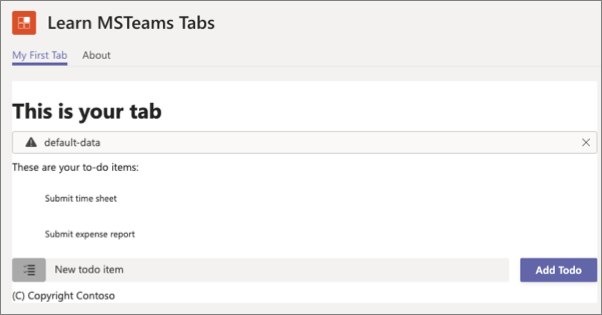 Learn MSTeams Tabs
My First Tab About
This is your tab
default-data
These are your to-do items:
Submit time sheet
Submit expense report
New todo item Add Todo
(C) Copyright Contoso